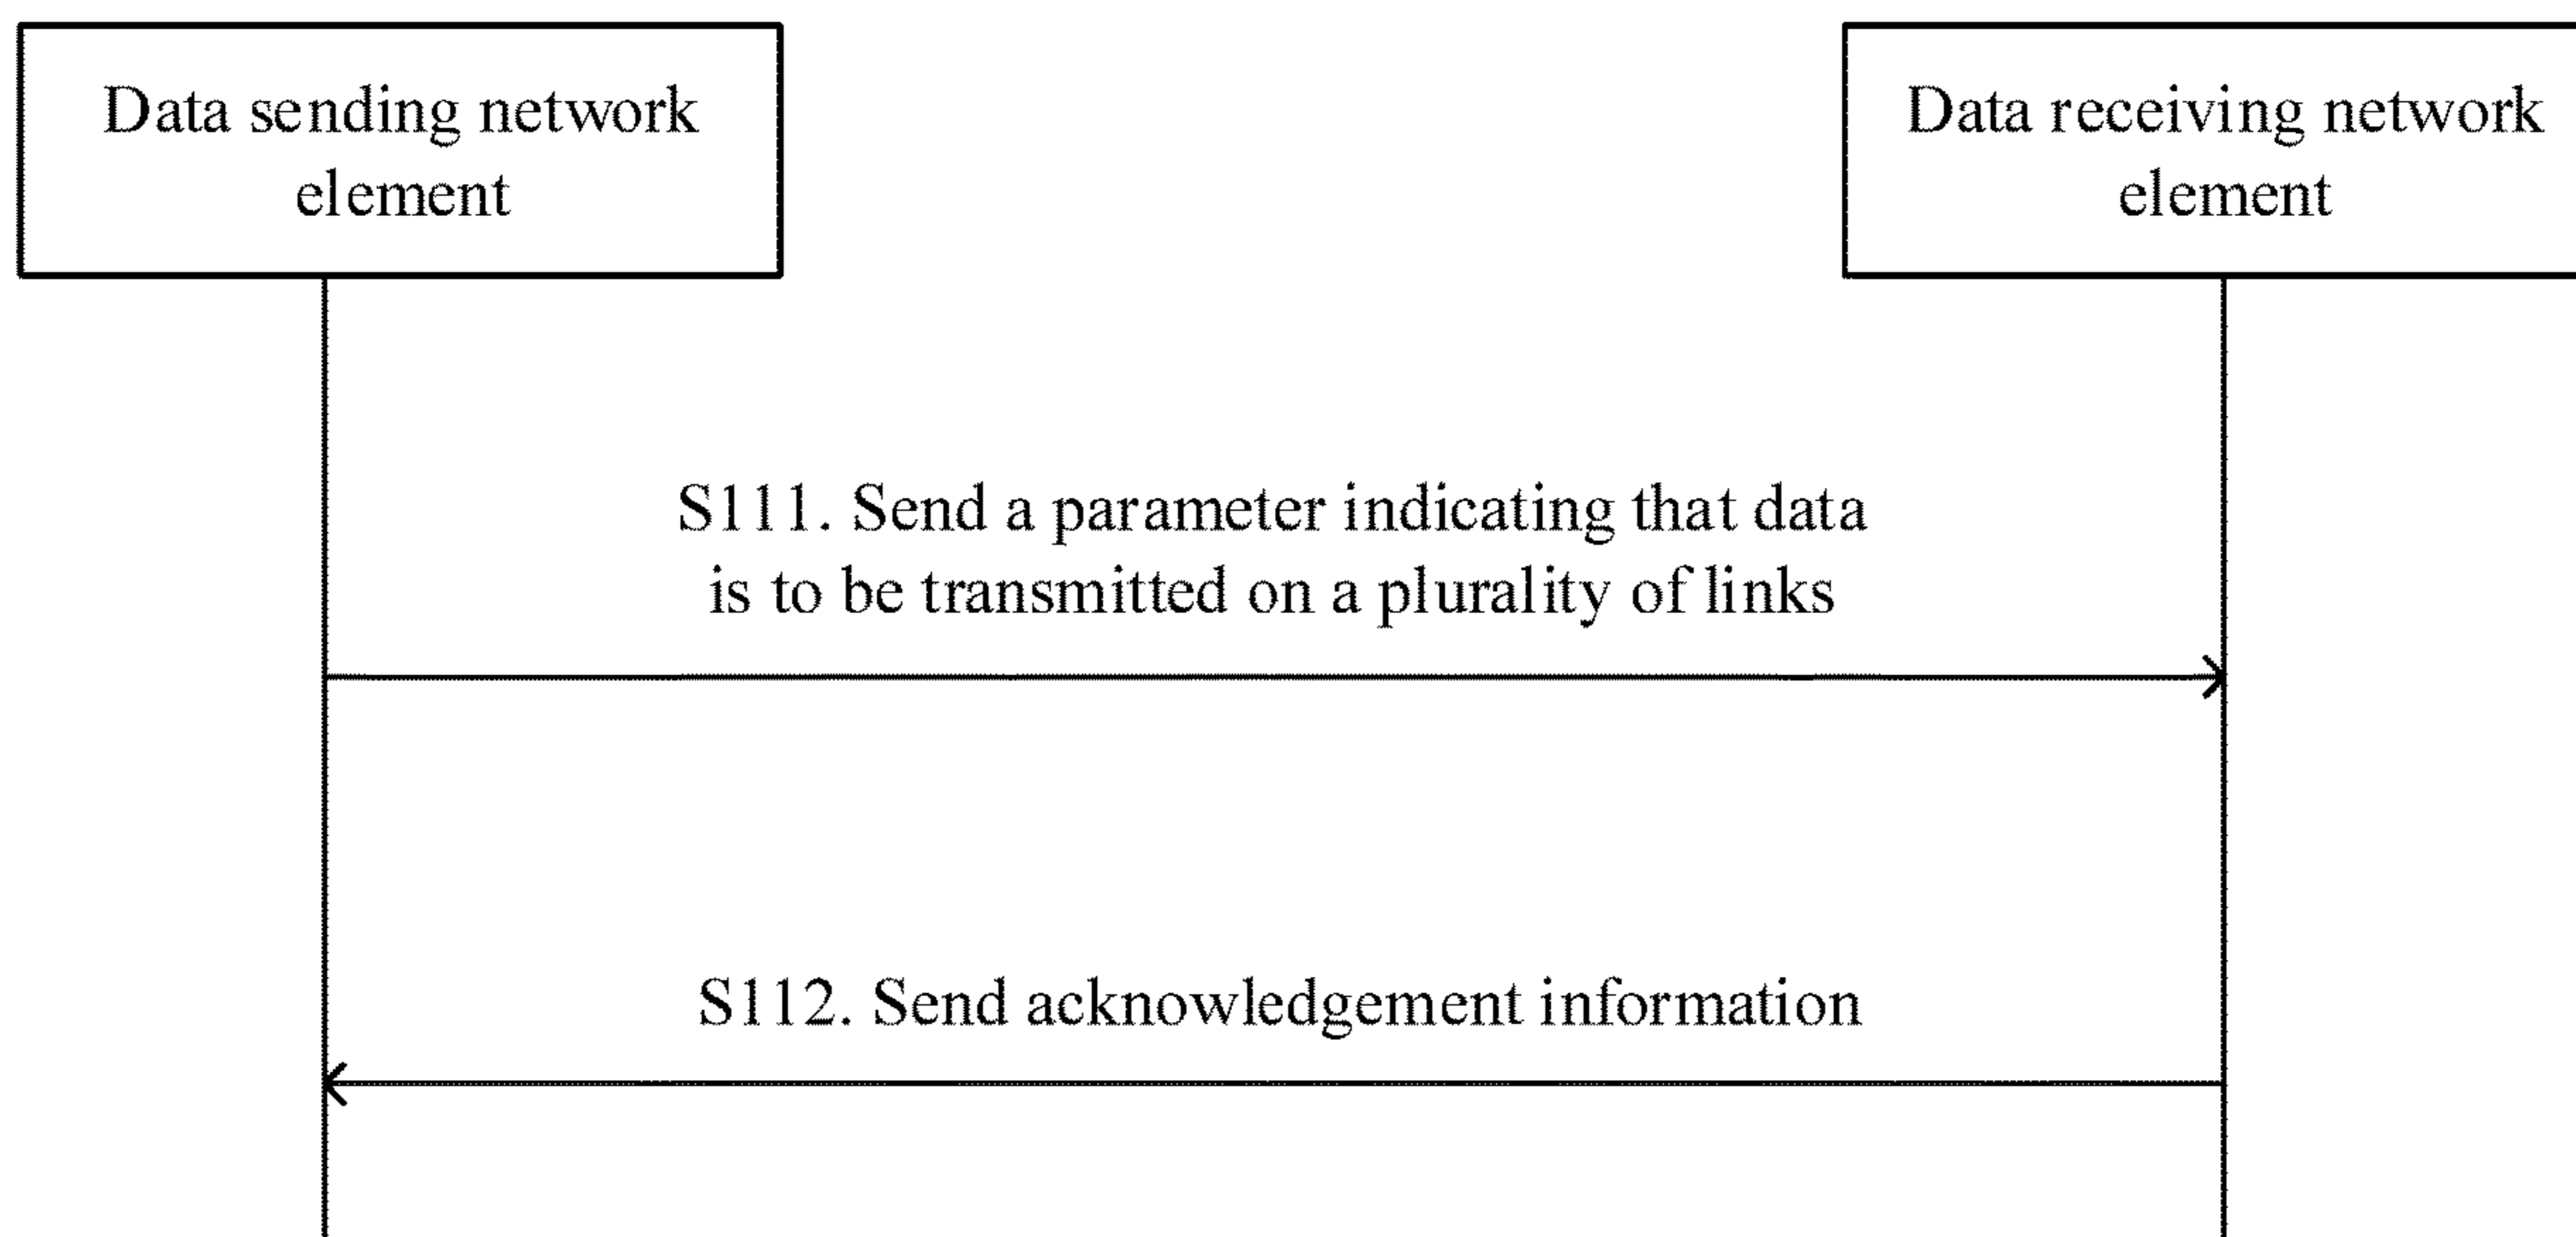 Data sending network
element
Data receiving network
element
S111. Send a parameter indicating that data
is to be transmitted on a plurality of links
S112. Send acknowledgement information